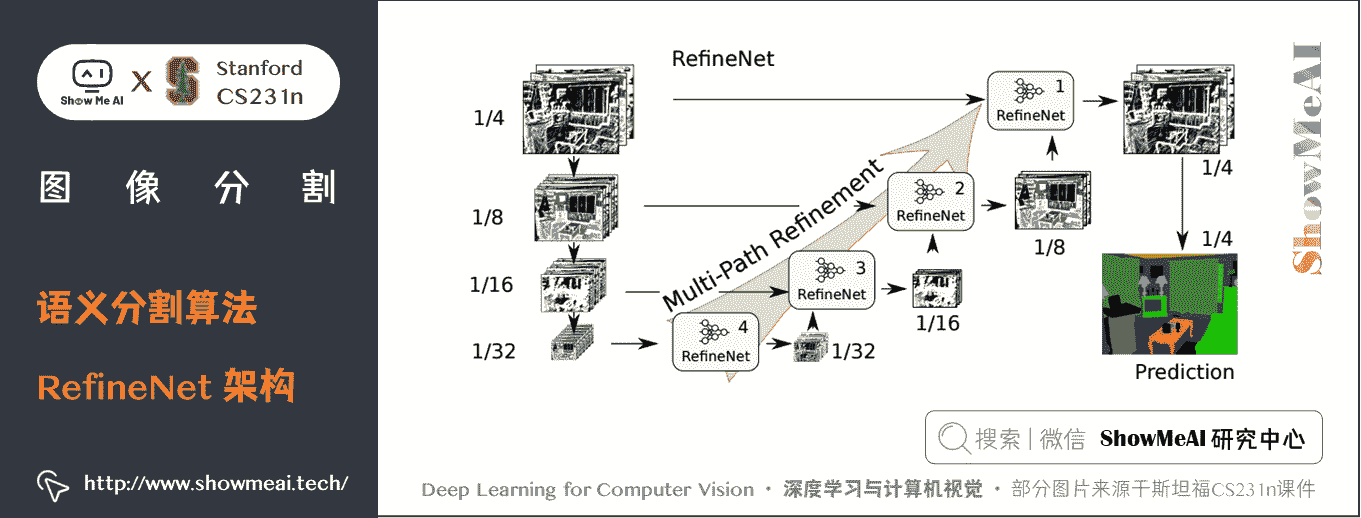 Show Me AI
X
Stanford
CS231n
图像分割
语义分割算法
RefineNet 架构
http://www.showmeai.tech/
RefineNet
1/4
1/8
1/16
1/32
Multi-Path Refinement
1
RefineNet
2
RefineNet
3
RefineNet
4
RefineNet
1/32
1/16
1/8
1/4
1/4
Prediction
ShowMeAI
搜索 | 微信 ShowMeAI 研究中心
Deep Learning for Computer Vision · 深度学习与计算机视觉 · 部分图片来源于斯坦福CS231n课件